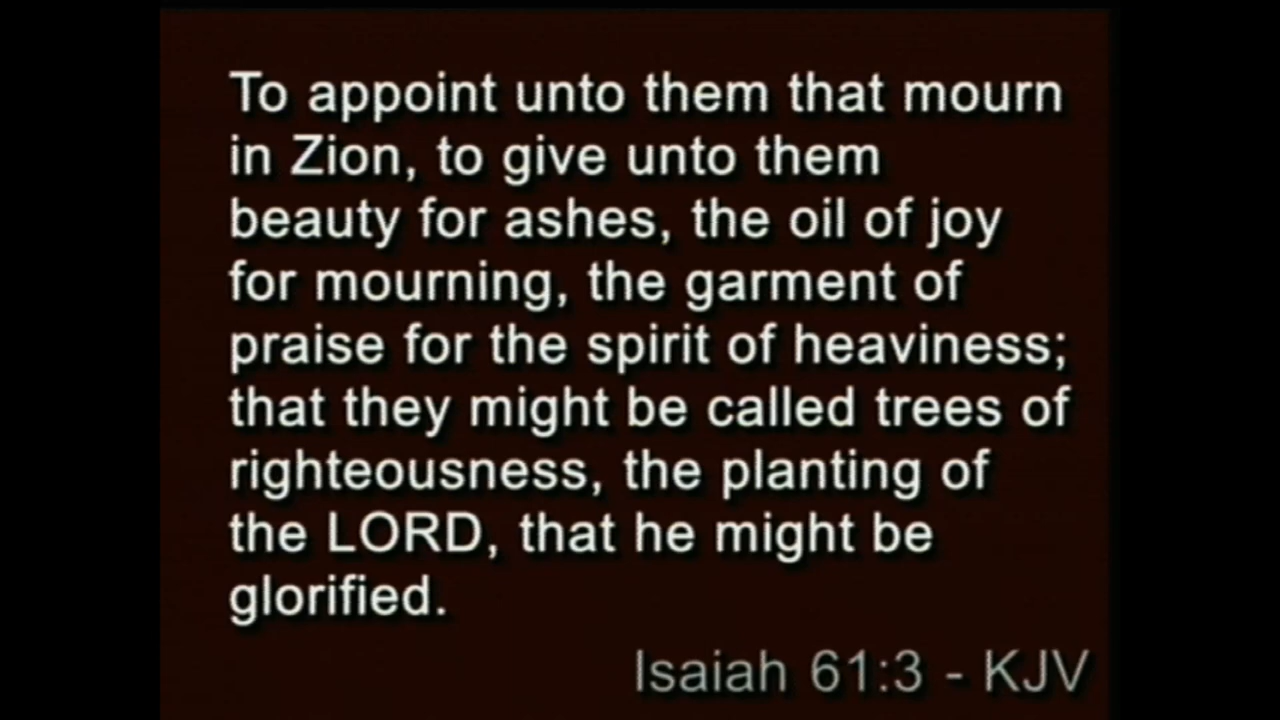 To appoint unto them that mourn
in Zion, to give unto them
beauty for ashes, the oil of joy
for mourning, the garment of
praise for the spirit of heaviness;
that they might be called trees of
righteousness, the planting of
the LORD, that he might be
glorified.
Isaiah 61:3 - KJV